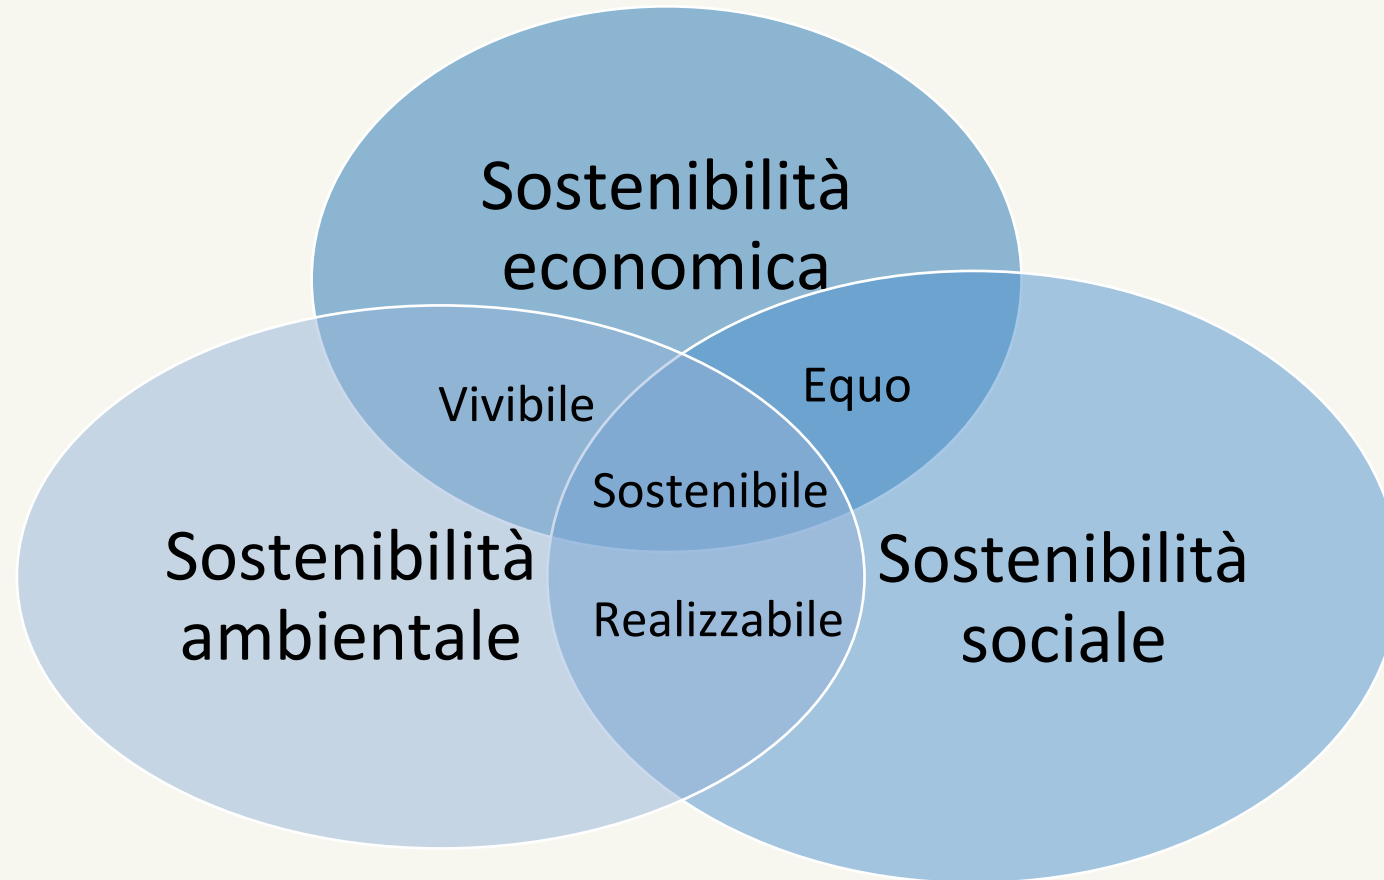 Sostenibilità
economica
Equo
Vivibile
Sostenibile
Sostenibilità
ambientale
Sostenibilità
sociale
Realizzabile